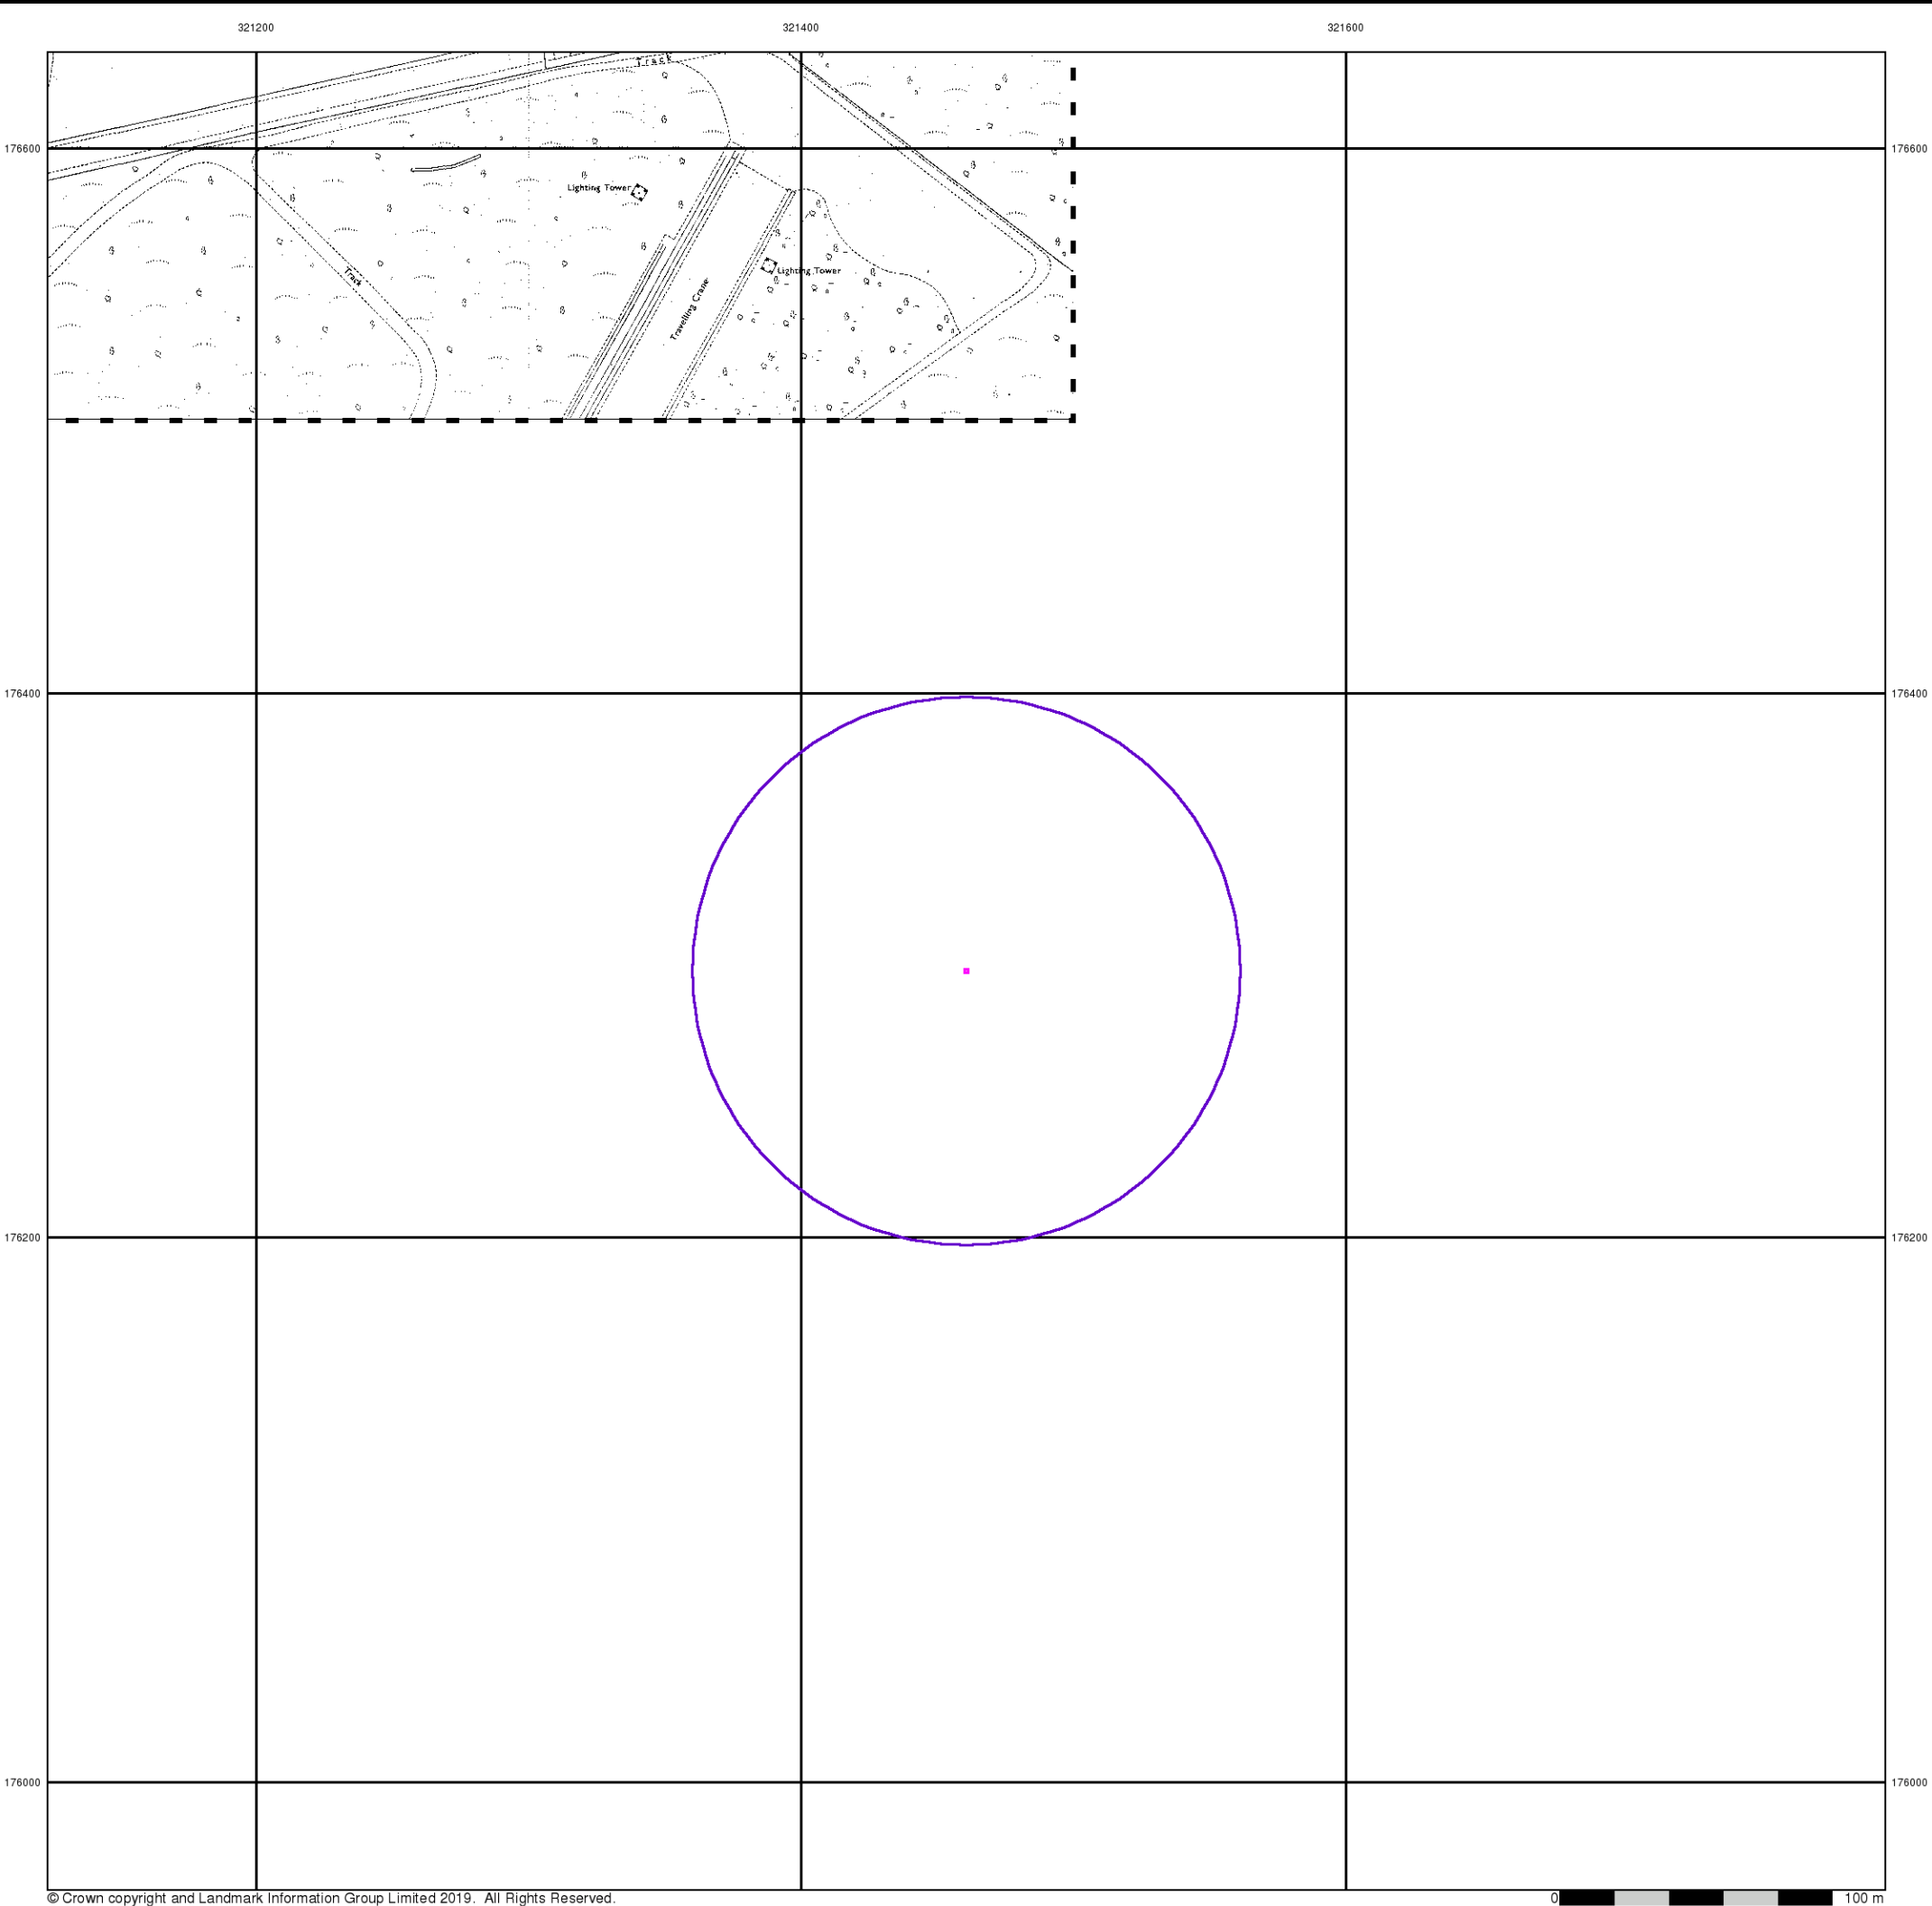 321200 321400 321600
Track
176600 176600
Lighting Tower
Lighting Tower
Track
Travelling Crane
176400 176400
176200 176200
176000 176000
© Crown copyright and Landmark Information Group Limited 2019. All Rights Reserved.
0 100 m